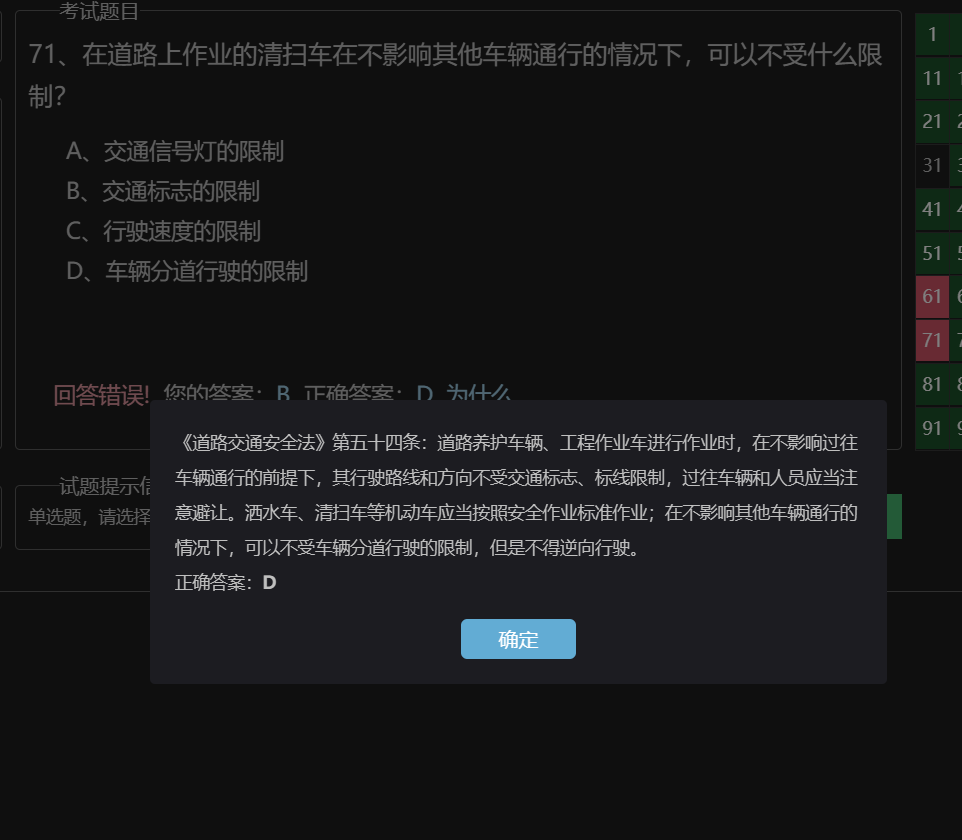 考试题目
71、在道路上作业的清扫车在不影响其他车辆通行的情况下，可以不受什么限
制？
A、交通信号灯的限制
B、交通标志的限制
C、行驶速度的限制
D、车辆分道行驶的限制
回答错误! 您的答案：B 正确答案：D 为什么
《道路交通安全法》第五十四条：道路养护车辆、工程作业车进行作业时，在不影响过往
车辆通行的前提下，其行驶路线和方向不受交通标志、标线限制，过往车辆和人员应当注
意避让。洒水车、清扫车等机动车应当按照安全作业标准作业；在不影响其他车辆通行的
情况下，可以不受车辆分道行驶的限制，但是不得逆向行驶。
正确答案：D
确定
试题提示信
单选题，请选择
1
11
21
31
41
51
61
71
81
91